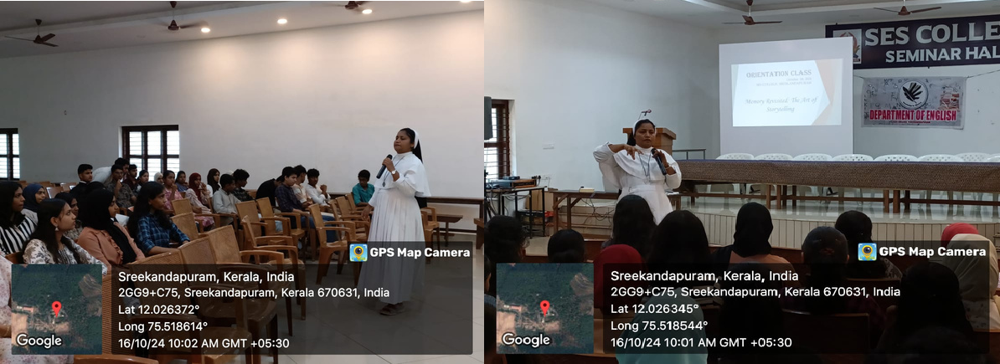 GPS Map Camera
Sreekandapuram, Kerala, India
2GG9+C75, Sreekandapuram, Kerala 670631, India
Lat 12.026372°
Long 75.518614°
16/10/24 10:02 AM GMT +05:30
Google
SES COLLE
SEMINAR HAL
ORIENTATION CLASS
Memory Revisited: The Art of
Storytelling
DEPARTMENT OF ENGLISH
GPS Map Camera
Sreekandapuram, Kerala, India
2GG9+C75, Sreekandapuram, Kerala 670631, India
Lat 12.026345°
Long 75.518544°
16/10/24 10:01 AM GMT +05:30
Google